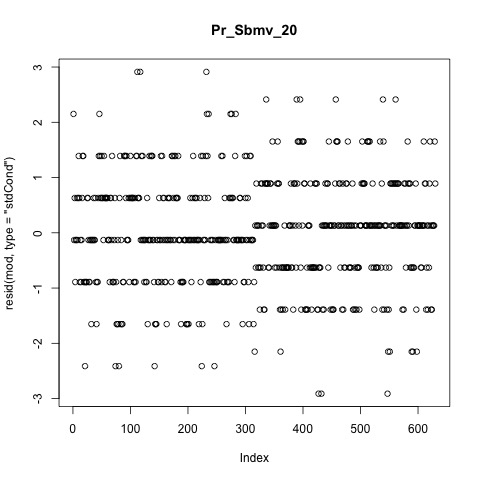 Pr_Sbmv_20
resid(mod, type = "stdCond")
3
2
1
0
-1
-2
-3
0 100 200 300 400 500 600
Index